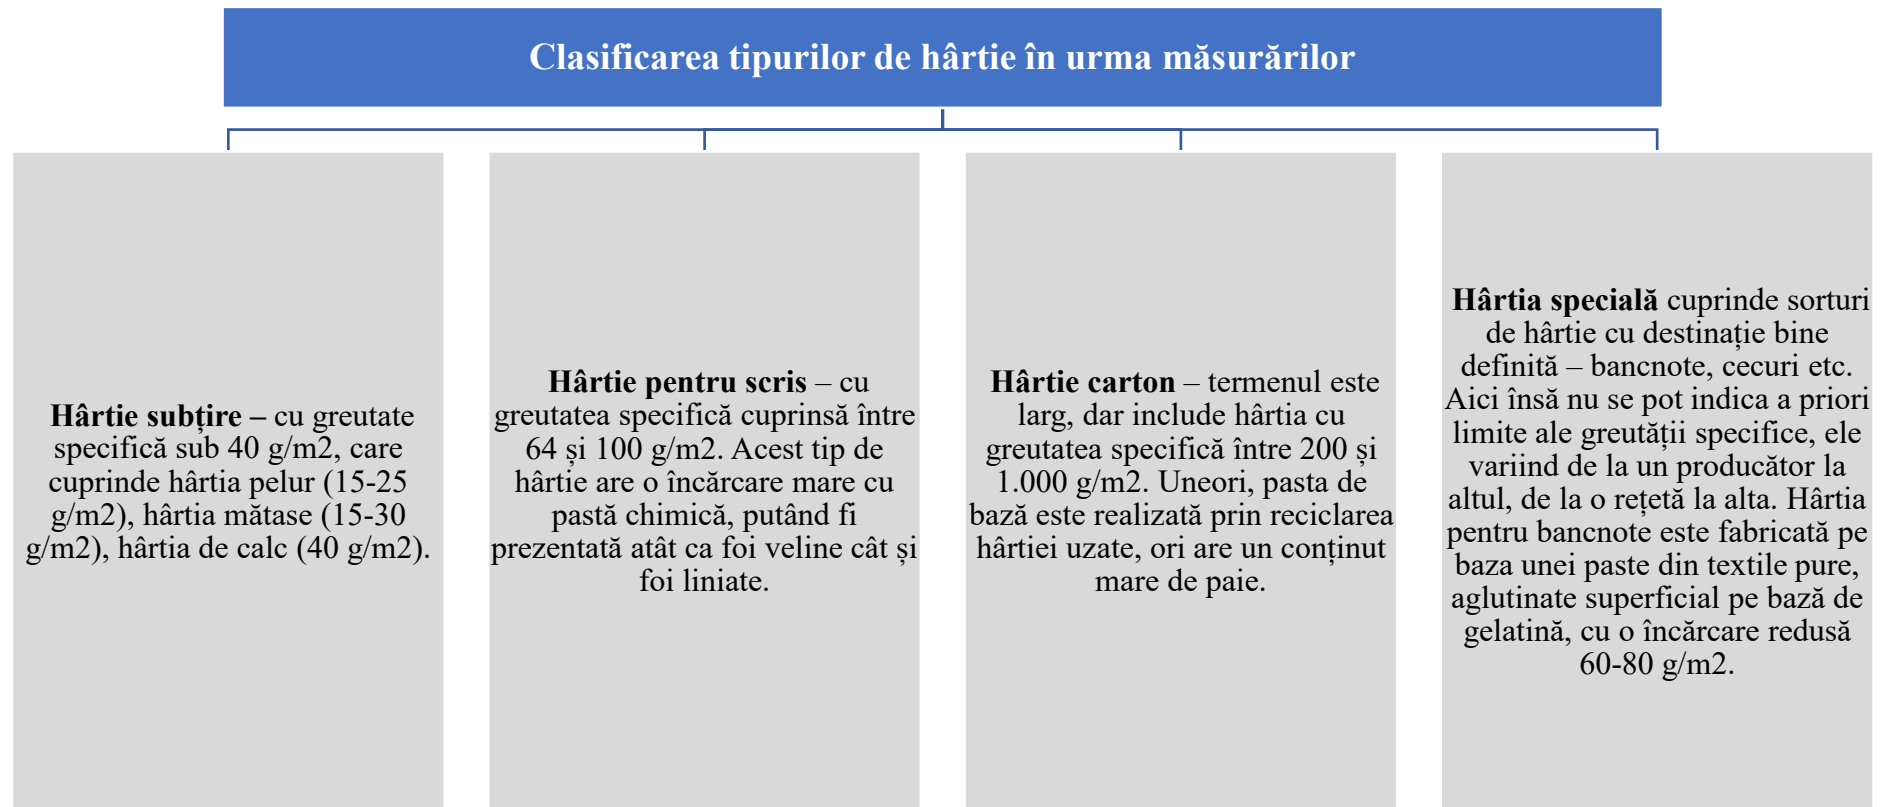 Clasificarea tipurilor de hârtie în urma măsurărilor
Hârtie subțire – cu greutate
specifică sub 40 g/m2, care
cuprinde hârtia pelur (15-25
g/m2), hârtia mătase (15-30
g/m2), hârtia de calc (40 g/m2).
Hârtie pentru scris – cu
greutatea specifică cuprinsă între
64 și 100 g/m2. Acest tip de
hârtie are o încărcare mare cu
pastă chimică, putând fi
prezentată atât ca foi veline cât și
foi liniate.
Hârtie carton – termenul este
larg, dar include hârtia cu
greutatea specifică între 200 și
1.000 g/m2. Uneori, pasta de
bază este realizată prin reciclarea
hârtiei uzate, ori are un conținut
mare de paie.
Hârtia specială cuprinde sorturi
de hârtie cu destinație bine
definită – bancnote, cecuri etc.
Aici însă nu se pot indica a priori
limite ale greutății specifice, ele
variind de la un producător la
altul, de la o rețetă la alta. Hârtia
pentru bancnote este fabricată pe
baza unei paste din textile pure,
aglutinate superficial pe bază de
gelatină, cu o încărcare redusă
60-80 g/m2.